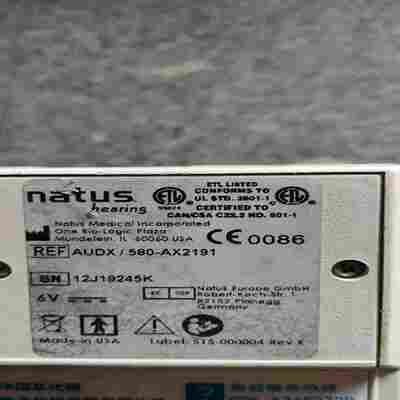 natus
hearing
ETL LISTED
CONFORMS TO
UL STD. 2601-1
CERTIFIED TO
CAN/CSA C22.2 NO. 601-1
Natus Medical Incorporated
One Bio-Logic Plaza
Mundelein, IL 60060 USA
CE 0086
REF AUDX / 580-AX2191
SN 12J19245K
6V
EC REP
Natus Europe GmbH
Robert-Koch-Str. 1
82152 Planegg
Germany
Made in USA
Label: 515-000004 Rev K